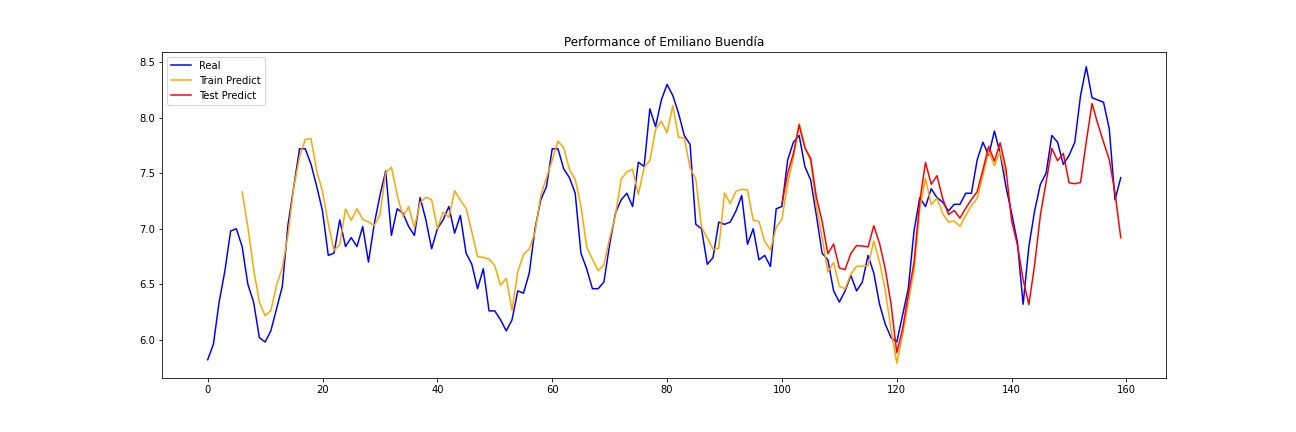 Performance of Emiliano Buendía
Real
Train Predict
Test Predict
8.5
8.0
7.5
7.0
6.5
6.0
0 20 40 60 80 100 120 140 160